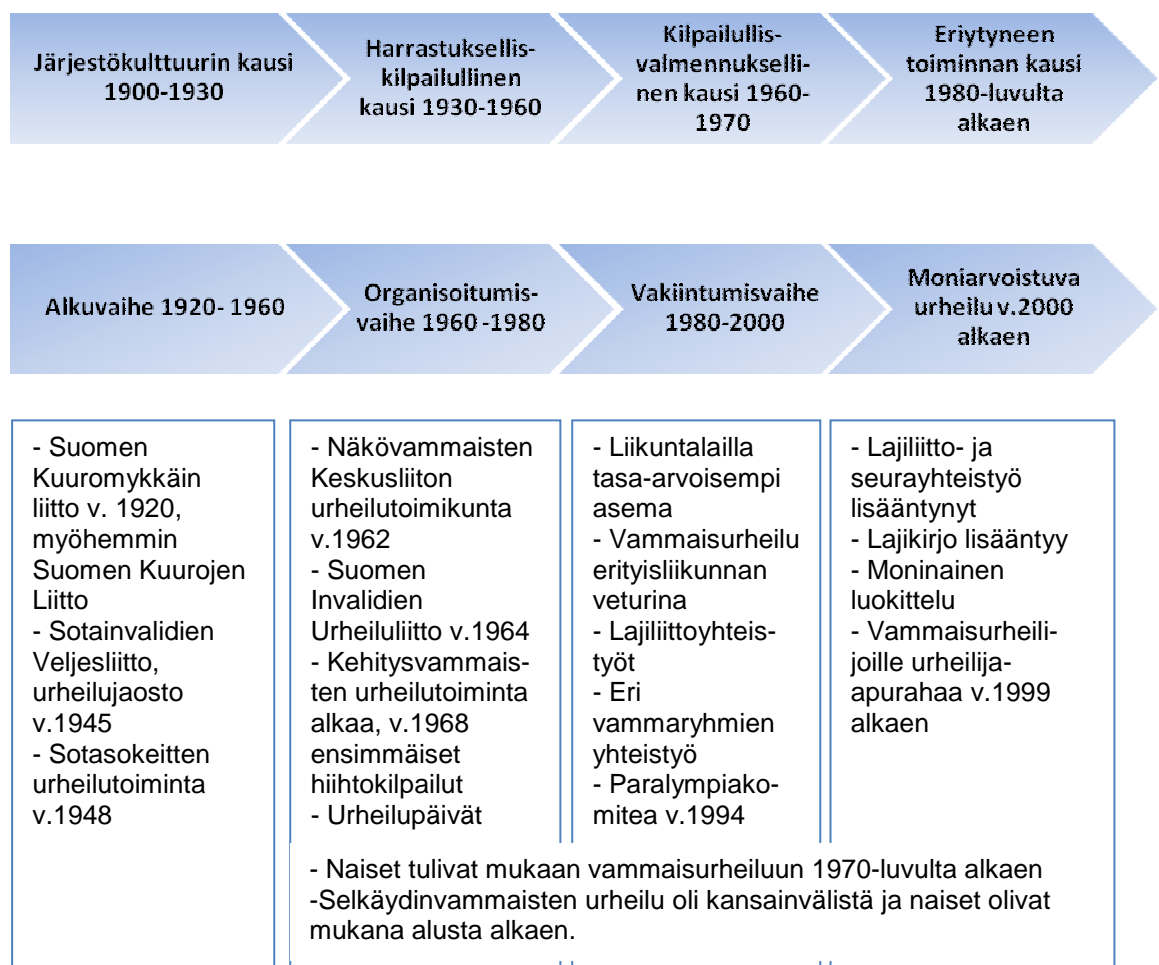 Järjestökulttuurin kausi
1900-1930
Harrastuksellis-
kilpailullinen
kausi 1930-1960
Kilpailullis-
valmennukselli-
nen kausi 1960-
1970
Eriytyneen
toiminnan kausi
1980-luvulta
alkaen
Alkuvaihe 1920- 1960
Organisoitumis-
vaihe 1960 -1980
Vakiintumisvaihe
1980-2000
Moniarvoistuva
urheilu v.2000
alkaen
- Suomen
Kuuromykkäin
liitto v. 1920,
myöhemmin
Suomen Kuurojen
Liitto
- Sotainvalidien
Veljesliitto,
urheilujaosto
v.1945
- Sotasokeitten
urheilutoiminta
v.1948
- Näkövammaisten
Keskusliiton
urheilutoimikunta
v.1962
- Suomen
Invalidien
Urheiluliitto v.1964
- Kehitysvammais-
ten urheilutoiminta
alkaa, v.1968
ensimmäiset
hiihtokilpailut
- Urheilupäivät
- Liikuntalailla
tasa-arvoisempi
asema
- Vammaisurheilu
erityisliikunnan
veturina
- Lajiliittoyhteis-
työt
- Eri
vammaryhmien
yhteistyö
- Paralympiako-
mitea v.1994
- Lajiliitto- ja
seurayhteistyö
lisääntynyt
- Lajikirjo lisääntyy
- Moninainen
luokittelu
- Vammaisurheili-
joille urheilija-
apurahaa v.1999
alkaen
- Naiset tulivat mukaan vammaisurheiluun 1970-luvulta alkaen
-Selkäydinvammaisten urheilu oli kansainvälistä ja naiset olivat
mukana alusta alkaen.